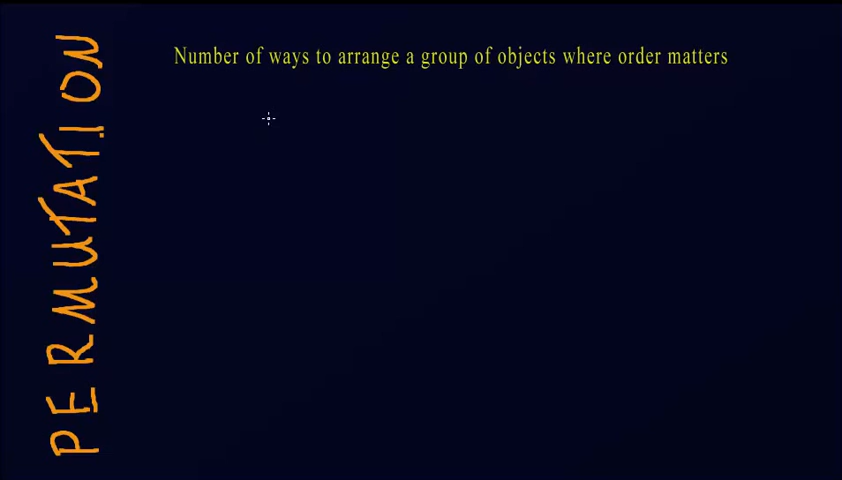 PERMUTATION
Number of ways to arrange a group of objects where order matters